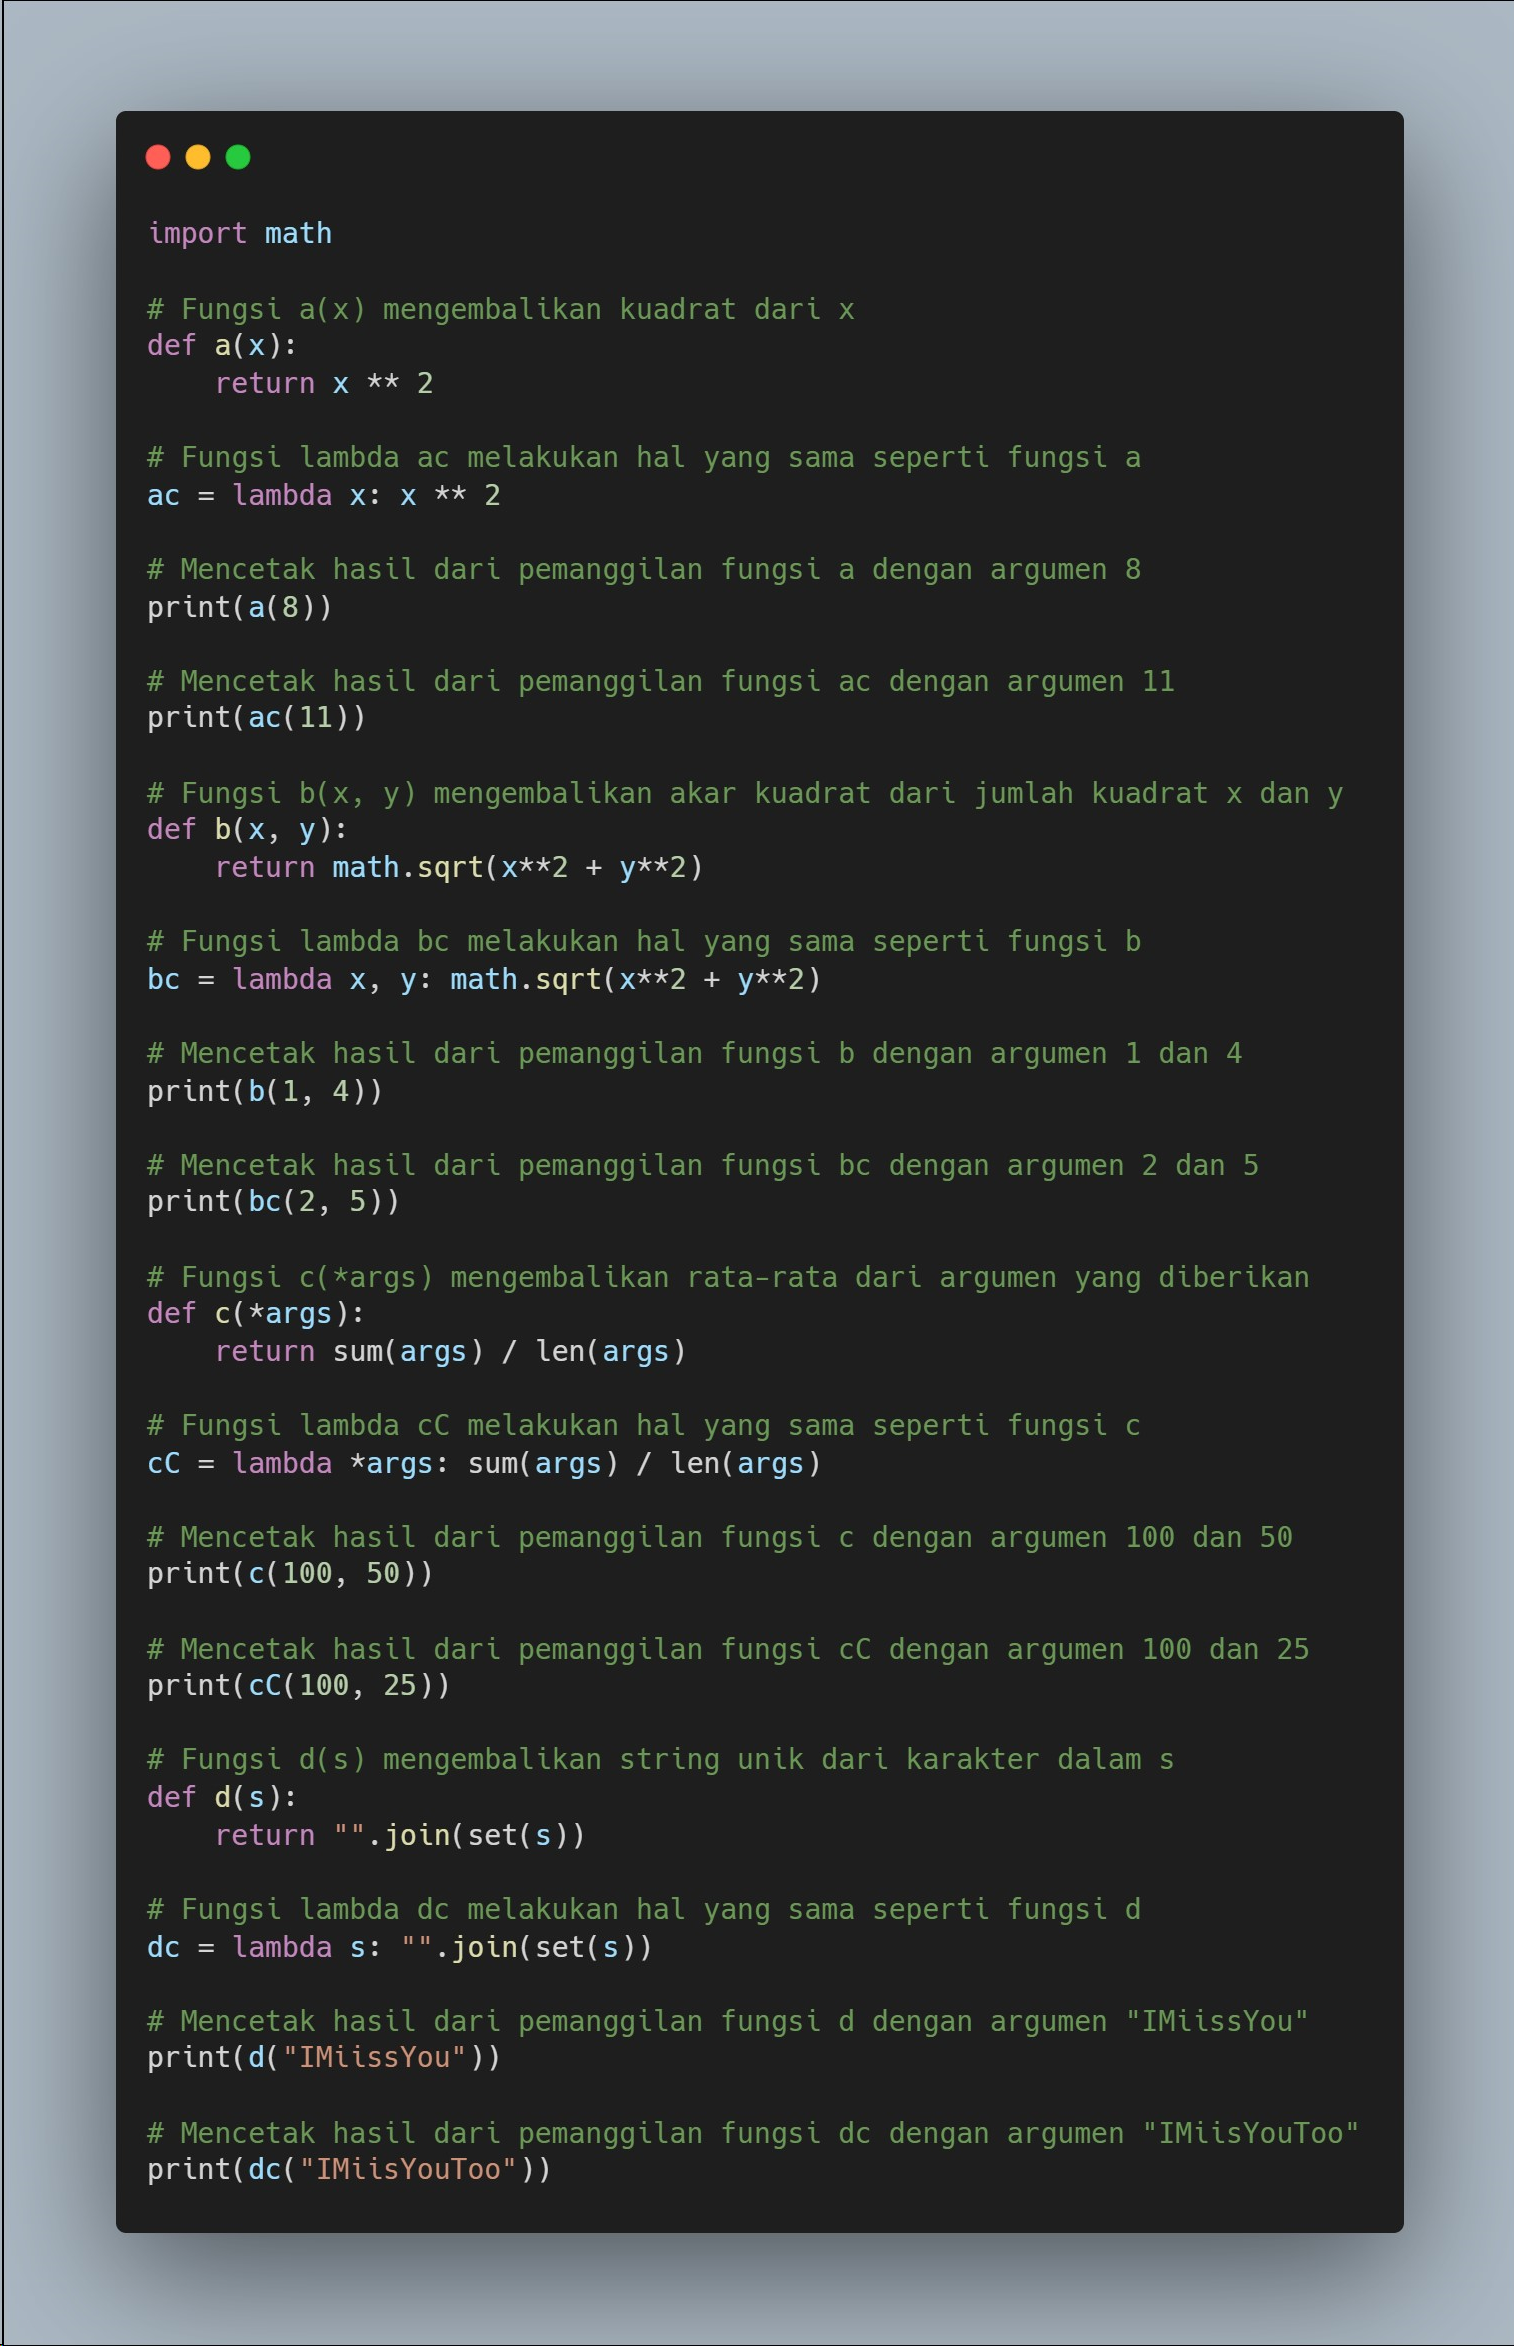 import math
# Fungsi a(x) mengembalikan kuadrat dari x
def a(x):
    return x ** 2
# Fungsi lambda ac melakukan hal yang sama seperti fungsi a
ac = lambda x: x ** 2
# Mencetak hasil dari pemanggilan fungsi a dengan argumen 8
print(a(8))
# Mencetak hasil dari pemanggilan fungsi ac dengan argumen 11
print(ac(11))
# Fungsi b(x, y) mengembalikan akar kuadrat dari jumlah kuadrat x dan y
def b(x, y):
    return math.sqrt(x**2 + y**2)
# Fungsi lambda bc melakukan hal yang sama seperti fungsi b
bc = lambda x, y: math.sqrt(x**2 + y**2)
# Mencetak hasil dari pemanggilan fungsi b dengan argumen 1 dan 4
print(b(1, 4))
# Mencetak hasil dari pemanggilan fungsi bc dengan argumen 2 dan 5
print(bc(2, 5))
# Fungsi c(*args) mengembalikan rata-rata dari argumen yang diberikan
def c(*args):
    return sum(args) / len(args)
# Fungsi lambda cC melakukan hal yang sama seperti fungsi c
cC = lambda *args: sum(args) / len(args)
# Mencetak hasil dari pemanggilan fungsi c dengan argumen 100 dan 50
print(c(100, 50))
# Mencetak hasil dari pemanggilan fungsi cC dengan argumen 100 dan 25
print(cC(100, 25))
# Fungsi d(s) mengembalikan string unik dari karakter dalam s
def d(s):
    return "".join(set(s))
# Fungsi lambda dc melakukan hal yang sama seperti fungsi d
dc = lambda s: "".join(set(s))
# Mencetak hasil dari pemanggilan fungsi d dengan argumen "IMiissYou"
print(d("IMiissYou"))
# Mencetak hasil dari pemanggilan fungsi dc dengan argumen "IMiisYouToo"
print(dc("IMiisYouToo"))